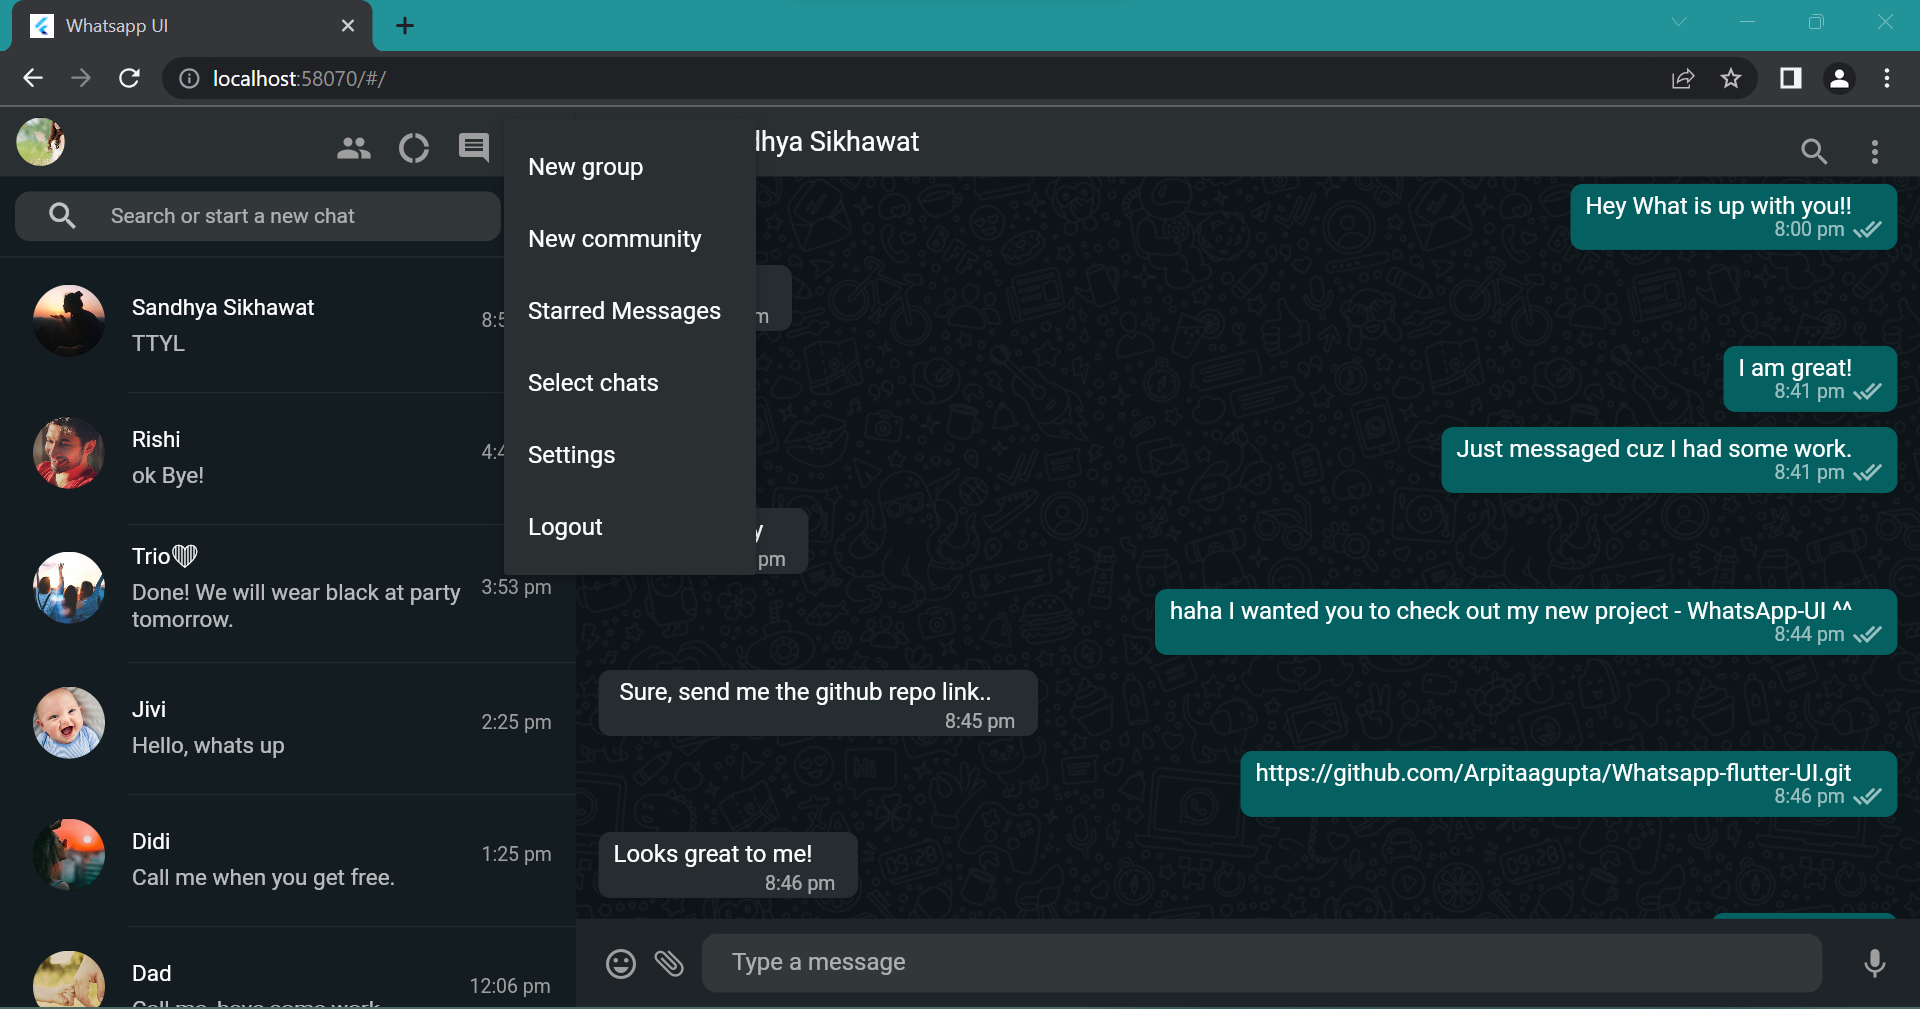 Whatsapp UI
localhost:58070/#/
hya Sikhawat
Search or start a new chat
New group
New community
Starred Messages
Select chats
Settings
Logout
Sandhya Sikhawat
8:5
TTYL
Rishi
4:4
ok Bye!
Trio
Done! We will wear black at party
tomorrow.
3:53 pm
Jivi
2:25 pm
Hello, whats up
Didi
1:25 pm
Call me when you get free.
Dad
12:06 pm
Hey What is up with you!!
8:00 pm
m
I am great!
8:41 pm
Just messaged cuz I had some work.
8:41 pm
y
pm
haha I wanted you to check out my new project - WhatsApp-UI ^^
8:44 pm
Sure, send me the github repo link..
8:45 pm
https://github.com/Arpitaagupta/Whatsapp-flutter-UI.git
8:46 pm
Looks great to me!
8:46 pm
Type a message